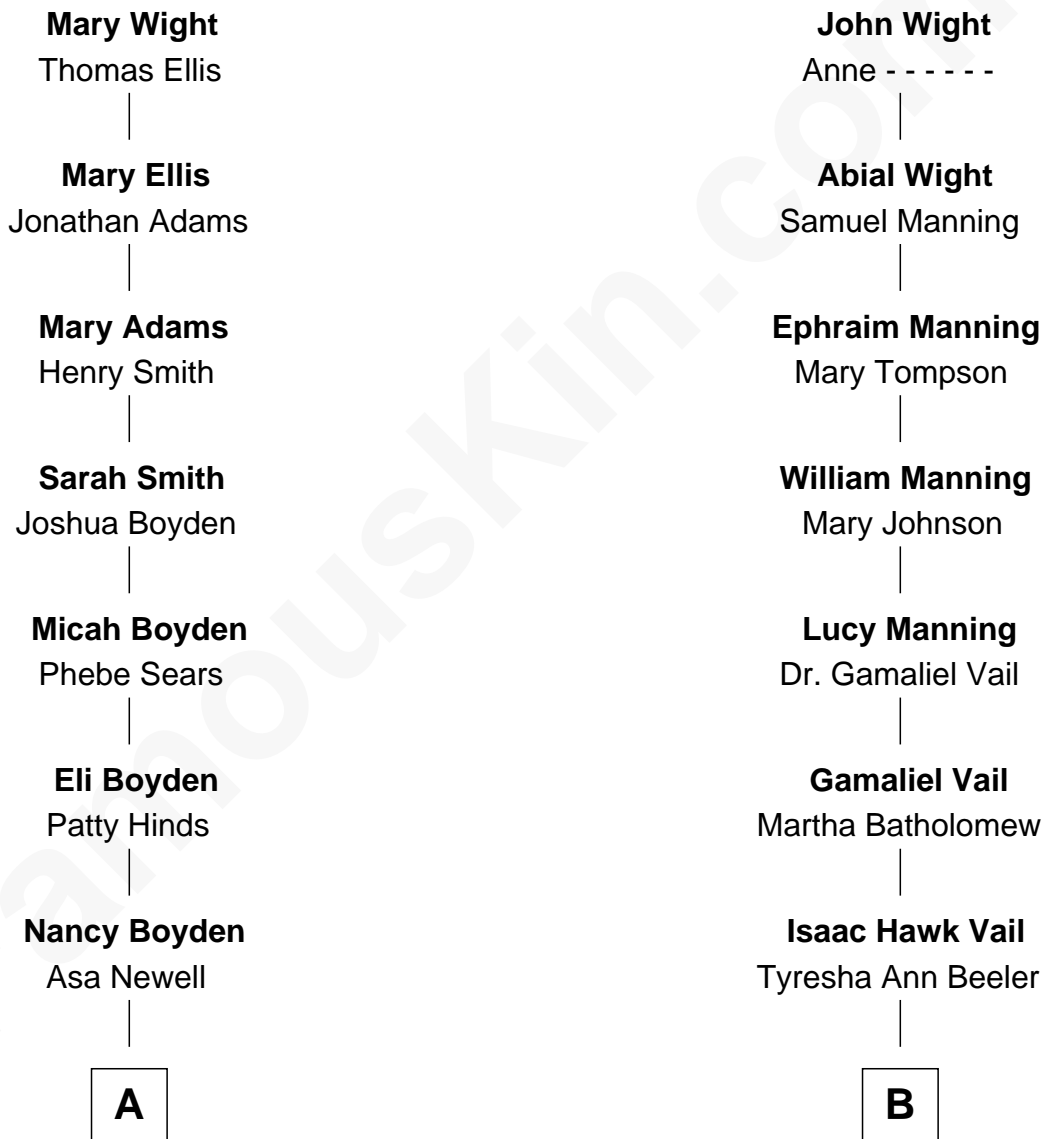 Mary Wight
Thomas Ellis
Mary Ellis
Jonathan Adams
Mary Adams
Henry Smith
Sarah Smith
Joshua Boyden
Micah Boyden
Phebe Sears
Eli Boyden
Patty Hinds
Nancy Boyden
Asa Newell
A
John Wight
Anne - - - - - -
Abial Wight
Samuel Manning
Ephraim Manning
Mary Tompson
William Manning
Mary Johnson
Lucy Manning
Dr. Gamaliel Vail
Gamaliel Vail
Martha Batholomew
Isaac Hawk Vail
Tyresha Ann Beeler
B
amouskin.com